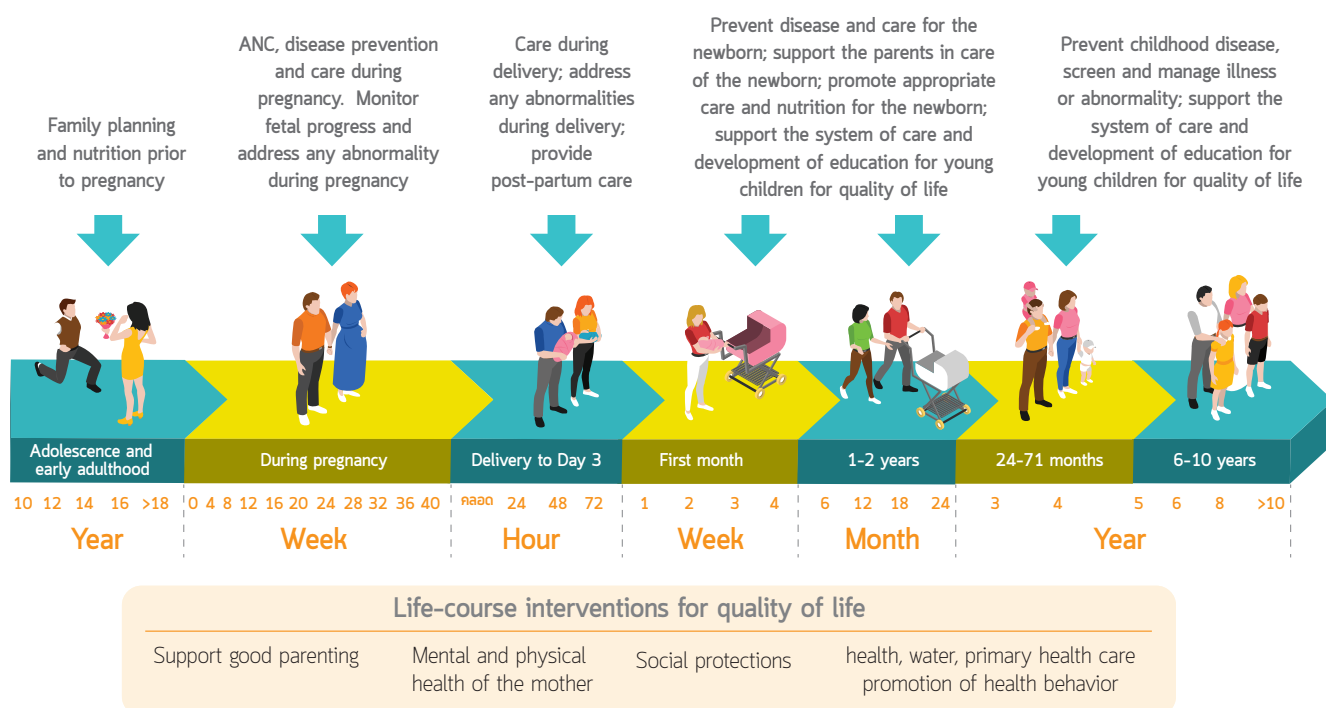 Family planning
and nutrition prior
to pregnancy
ANC, disease prevention
and care during
pregnancy. Monitor
fetal progress and
address any abnormality
during pregnancy
Care during
delivery; address
any abnormalities
during delivery;
provide
post-partum care
Prevent disease and care for the
newborn; support the parents in care
of the newborn; promote appropriate
care and nutrition for the newborn;
support the system of care and
development of education for young
children for quality of life
Prevent childhood disease,
screen and manage illness
or abnormality; support the
system of care and
development of education for
young children for quality of life
Adolescence and
early adulthood
During pregnancy
Delivery to Day 3
First month
1-2 years
24-71 months
6-10 years
10 12 14 16 >18
0 4 8 12 16 20 24 28 32 36 40
คลอด 24 48 72
1 2 3 4
6 12 18 24
3 4 5 6 8 >10
Year
Week
Hour
Week
Month
Year
Life-course interventions for quality of life
Support good parenting
Mental and physical
health of the mother
Social protections
health, water, primary health care
promotion of health behavior